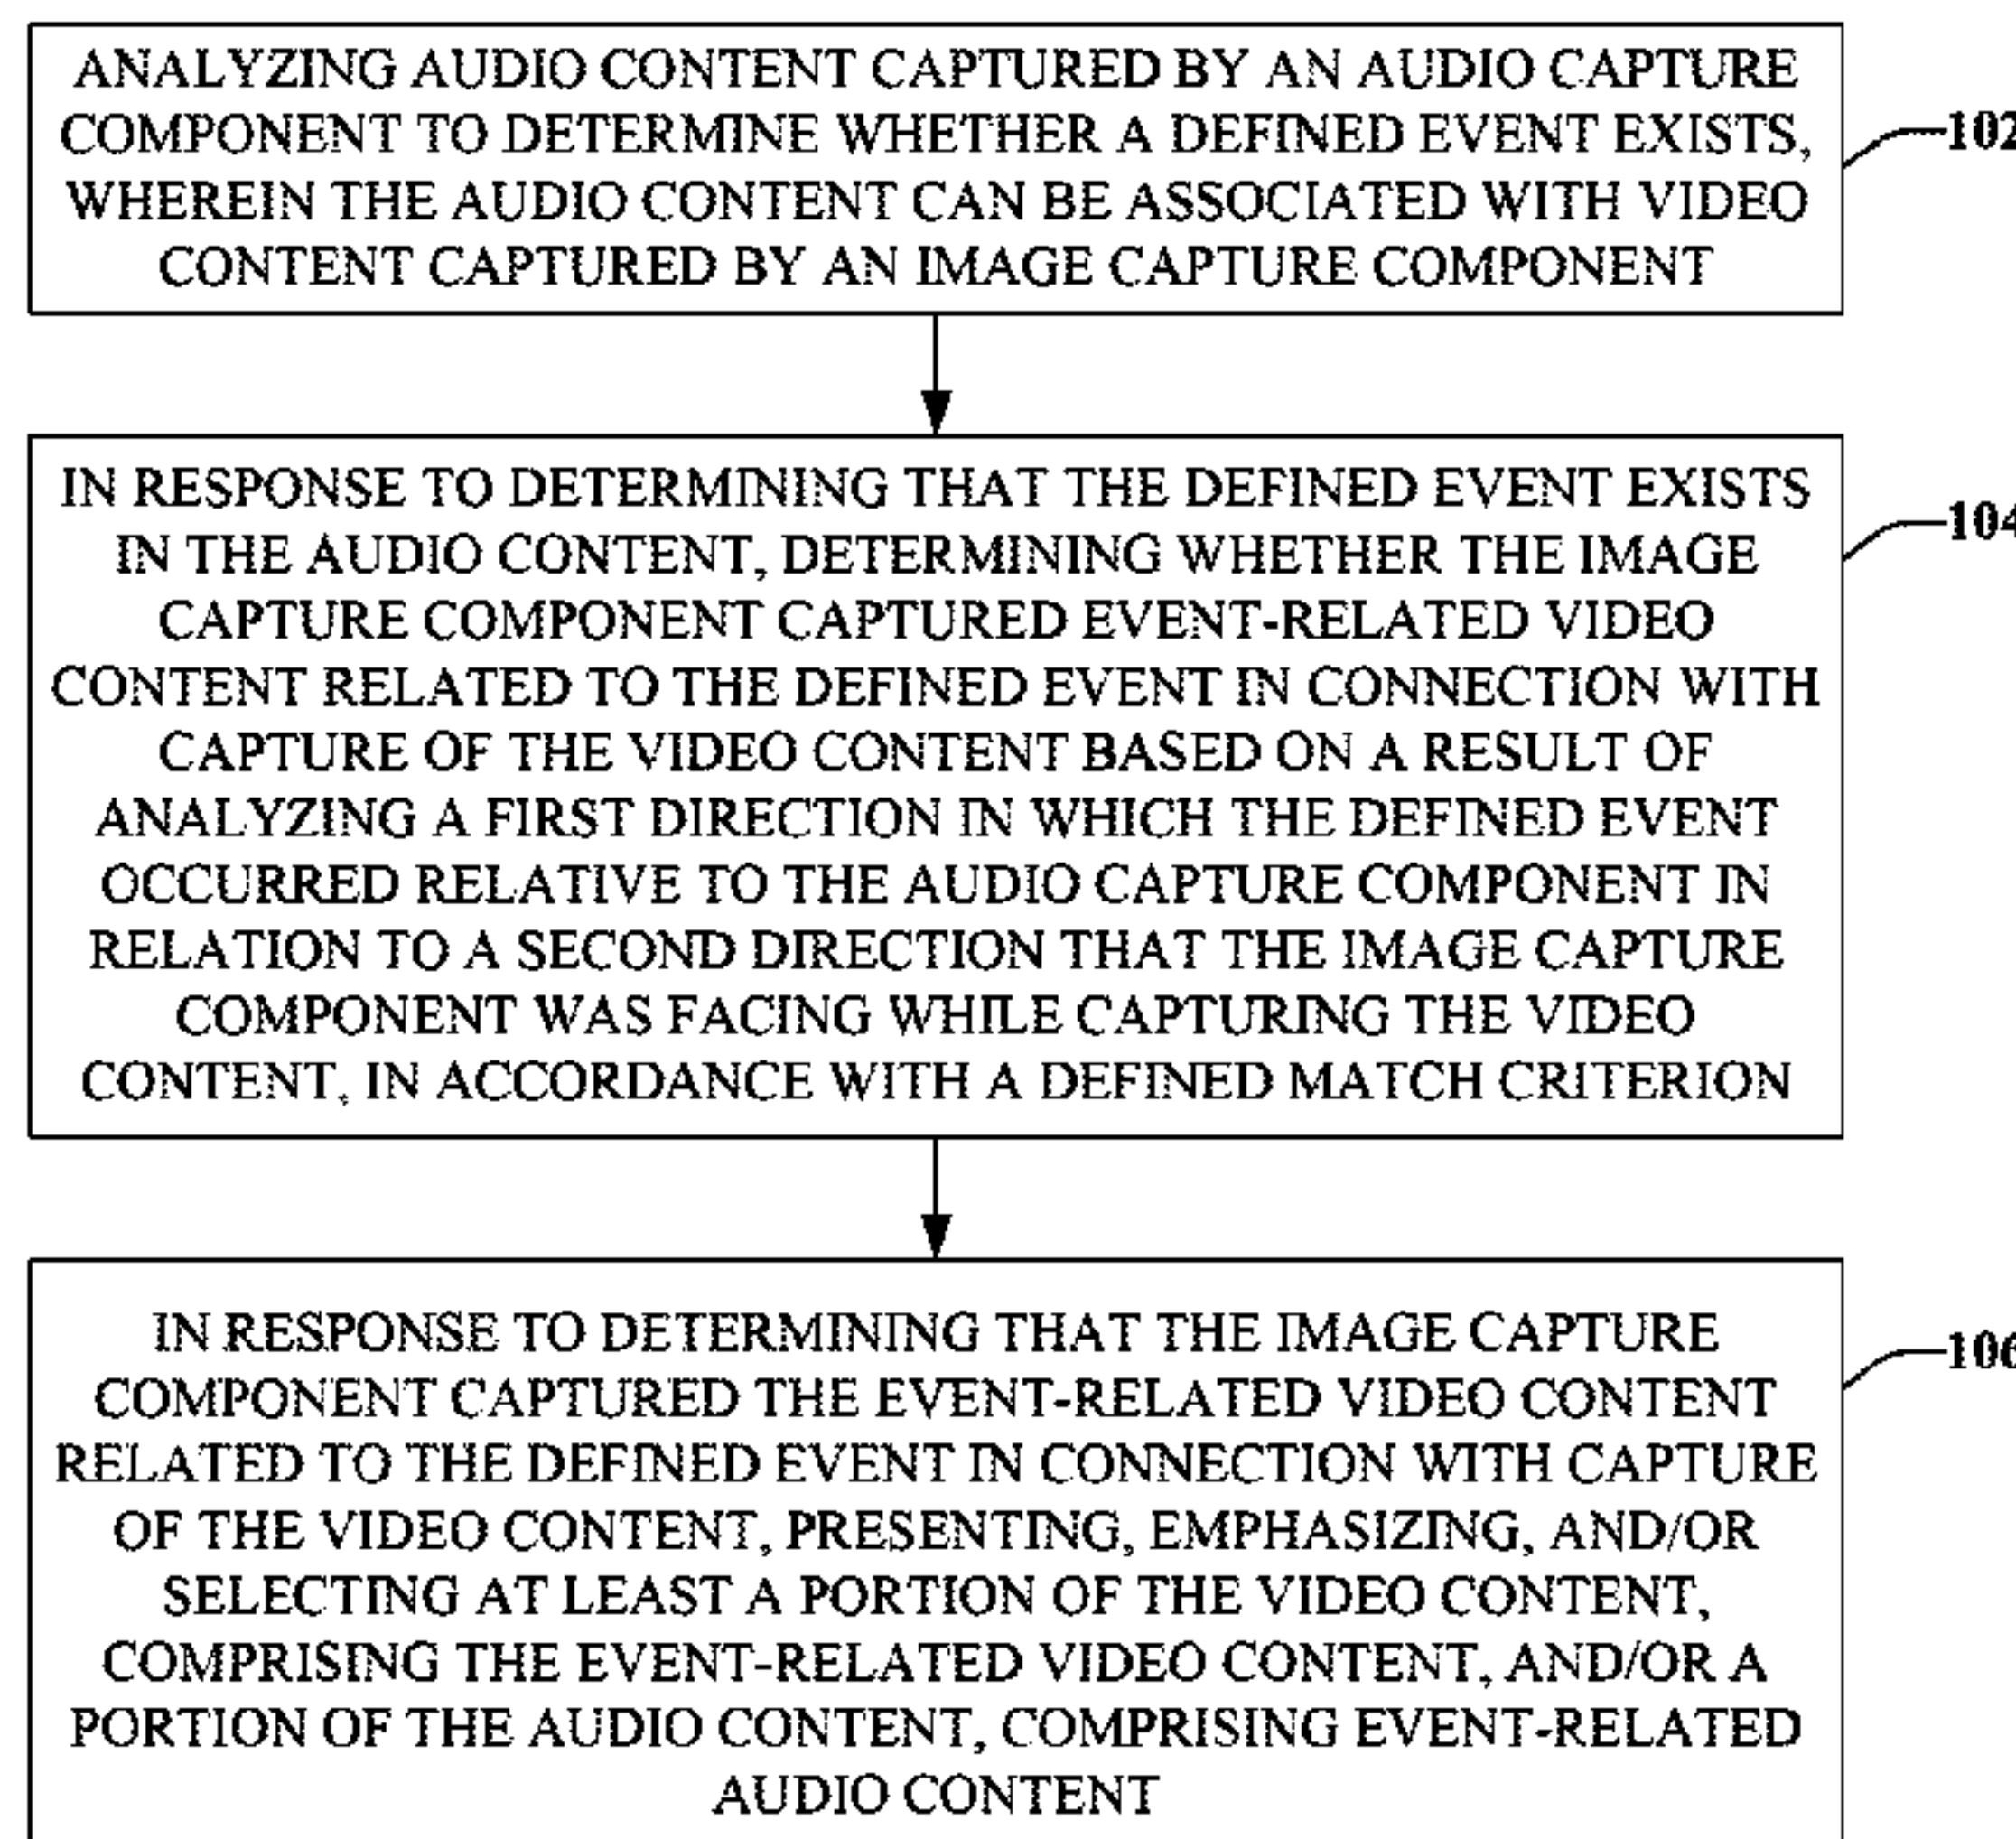 ANALYZING AUDIO CONTENT CAPTURED BY AN AUDIO CAPTURE
COMPONENT TO DETERMINE WHETHER A DEFINED EVENT EXISTS,
WHEREIN THE AUDIO CONTENT CAN BE ASSOCIATED WITH VIDEO
CONTENT CAPTURED BY AN IMAGE CAPTURE COMPONENT
102
IN RESPONSE TO DETERMINING THAT THE DEFINED EVENT EXISTS
IN THE AUDIO CONTENT, DETERMINING WHETHER THE IMAGE
CAPTURE COMPONENT CAPTURED EVENT-RELATED VIDEO
CONTENT RELATED TO THE DEFINED EVENT IN CONNECTION WITH
CAPTURE OF THE VIDEO CONTENT BASED ON A RESULT OF
ANALYZING A FIRST DIRECTION IN WHICH THE DEFINED EVENT
OCCURRED RELATIVE TO THE AUDIO CAPTURE COMPONENT IN
RELATION TO A SECOND DIRECTION THAT THE IMAGE CAPTURE
COMPONENT WAS FACING WHILE CAPTURING THE VIDEO
CONTENT, IN ACCORDANCE WITH A DEFINED MATCH CRITERION
104
IN RESPONSE TO DETERMINING THAT THE IMAGE CAPTURE
COMPONENT CAPTURED THE EVENT-RELATED VIDEO CONTENT
RELATED TO THE DEFINED EVENT IN CONNECTION WITH CAPTURE
OF THE VIDEO CONTENT, PRESENTING, EMPHASIZING, AND/OR
SELECTING AT LEAST A PORTION OF THE VIDEO CONTENT,
COMPRISING THE EVENT-RELATED VIDEO CONTENT, AND/OR A
PORTION OF THE AUDIO CONTENT, COMPRISING EVENT-RELATED
AUDIO CONTENT
106